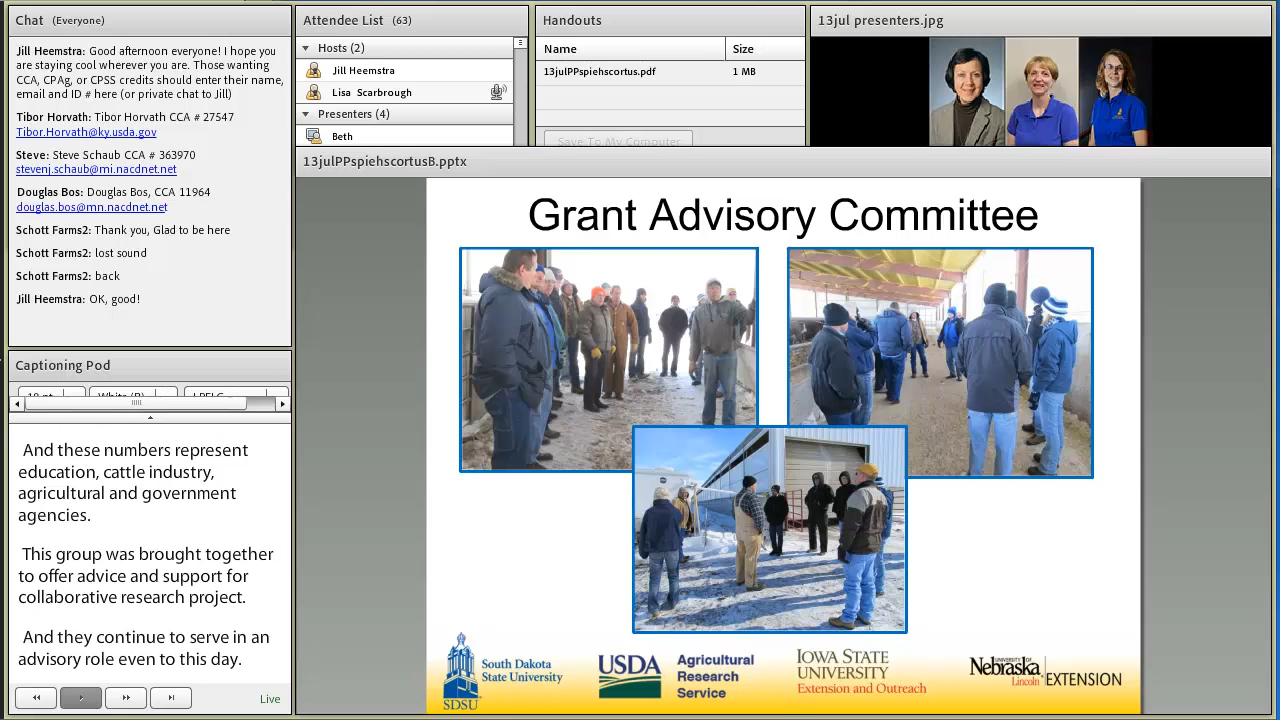 Chat (Everyone)
Jill Heemstra: Good afternoon everyone! I hope you
are staying cool wherever you are. Those wanting
CCA, CPAg, or CPSS credits should enter their name,
email and ID # here (or private chat to Jill)
Tibor Horvath: Tibor Horvath CCA # 27547
Tibor.Horvath@ky.usda.gov
Steve: Steve Schaub CCA # 363970
stevenj.schaub@mi.nacdnet.net
Douglas Bos: Douglas Bos, CCA 11964
douglas.bos@mn.nacdnet.net
Schott Farms2: Thank you, Glad to be here
Schott Farms2: lost sound
Schott Farms2: back
Jill Heemstra: OK, good!
Captioning Pod
And these numbers represent
education, cattle industry,
agricultural and government
agencies.
This group was brought together
to offer advice and support for
collaborative research project.
And they continue to serve in an
advisory role even to this day.
Live
Attendee List (63)
Hosts (2)
Jill Heemstra
Lisa Scarbrough
Presenters (4)
Beth
Handouts
Name Size
13julPPspiehscortus.pdf 1 MB
Save To My Computer
13jul presenters.jpg
13julPPspiehscortusB.pptx
Grant Advisory Committee
SDSU
South Dakota
State University
USDA
Agricultural
Research
Service
IOWA STATE
UNIVERSITY
Extension and Outreach
UNIVERSITY OF
Nebraska
Lincoln
EXTENSION